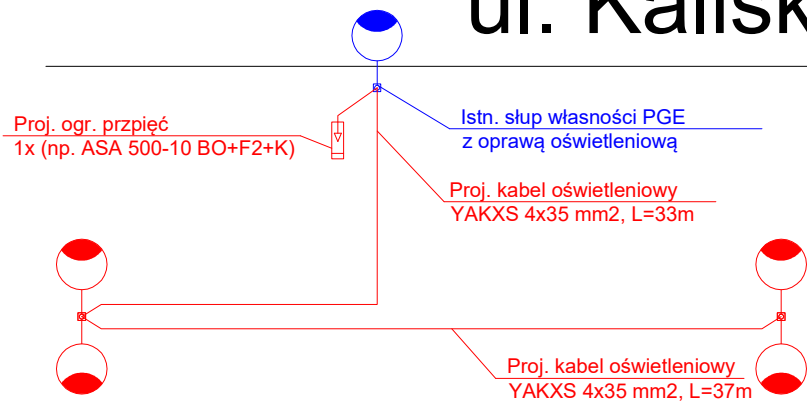 ul. Kalisk
Istn. słup własności PGE
z oprawą oświetleniową
Proj. ogr. przpięć
1x (np. ASA 500-10 BO+F2+K)
Proj. kabel oświetleniowy
YAKXS 4x35 mm2, L=33m
Proj. kabel oświetleniowy
YAKXS 4x35 mm2, L=37m